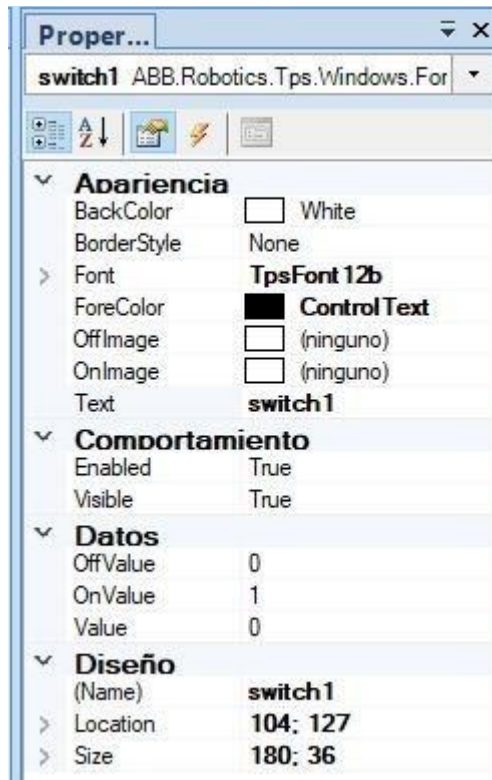 Proper...
switch1 ABB.Robotics.Tps.Windows.For
A
Z
Apariencia
BackColor White
BorderStyle None
Font TpsFont12b
ForeColor ControlText
OffImage (ninguno)
OnImage (ninguno)
Text switch1
Comportamiento
Enabled True
Visible True
Datos
OffValue 0
OnValue 1
Value 0
Diseño
(Name) switch1
Location 104; 127
Size 180; 36